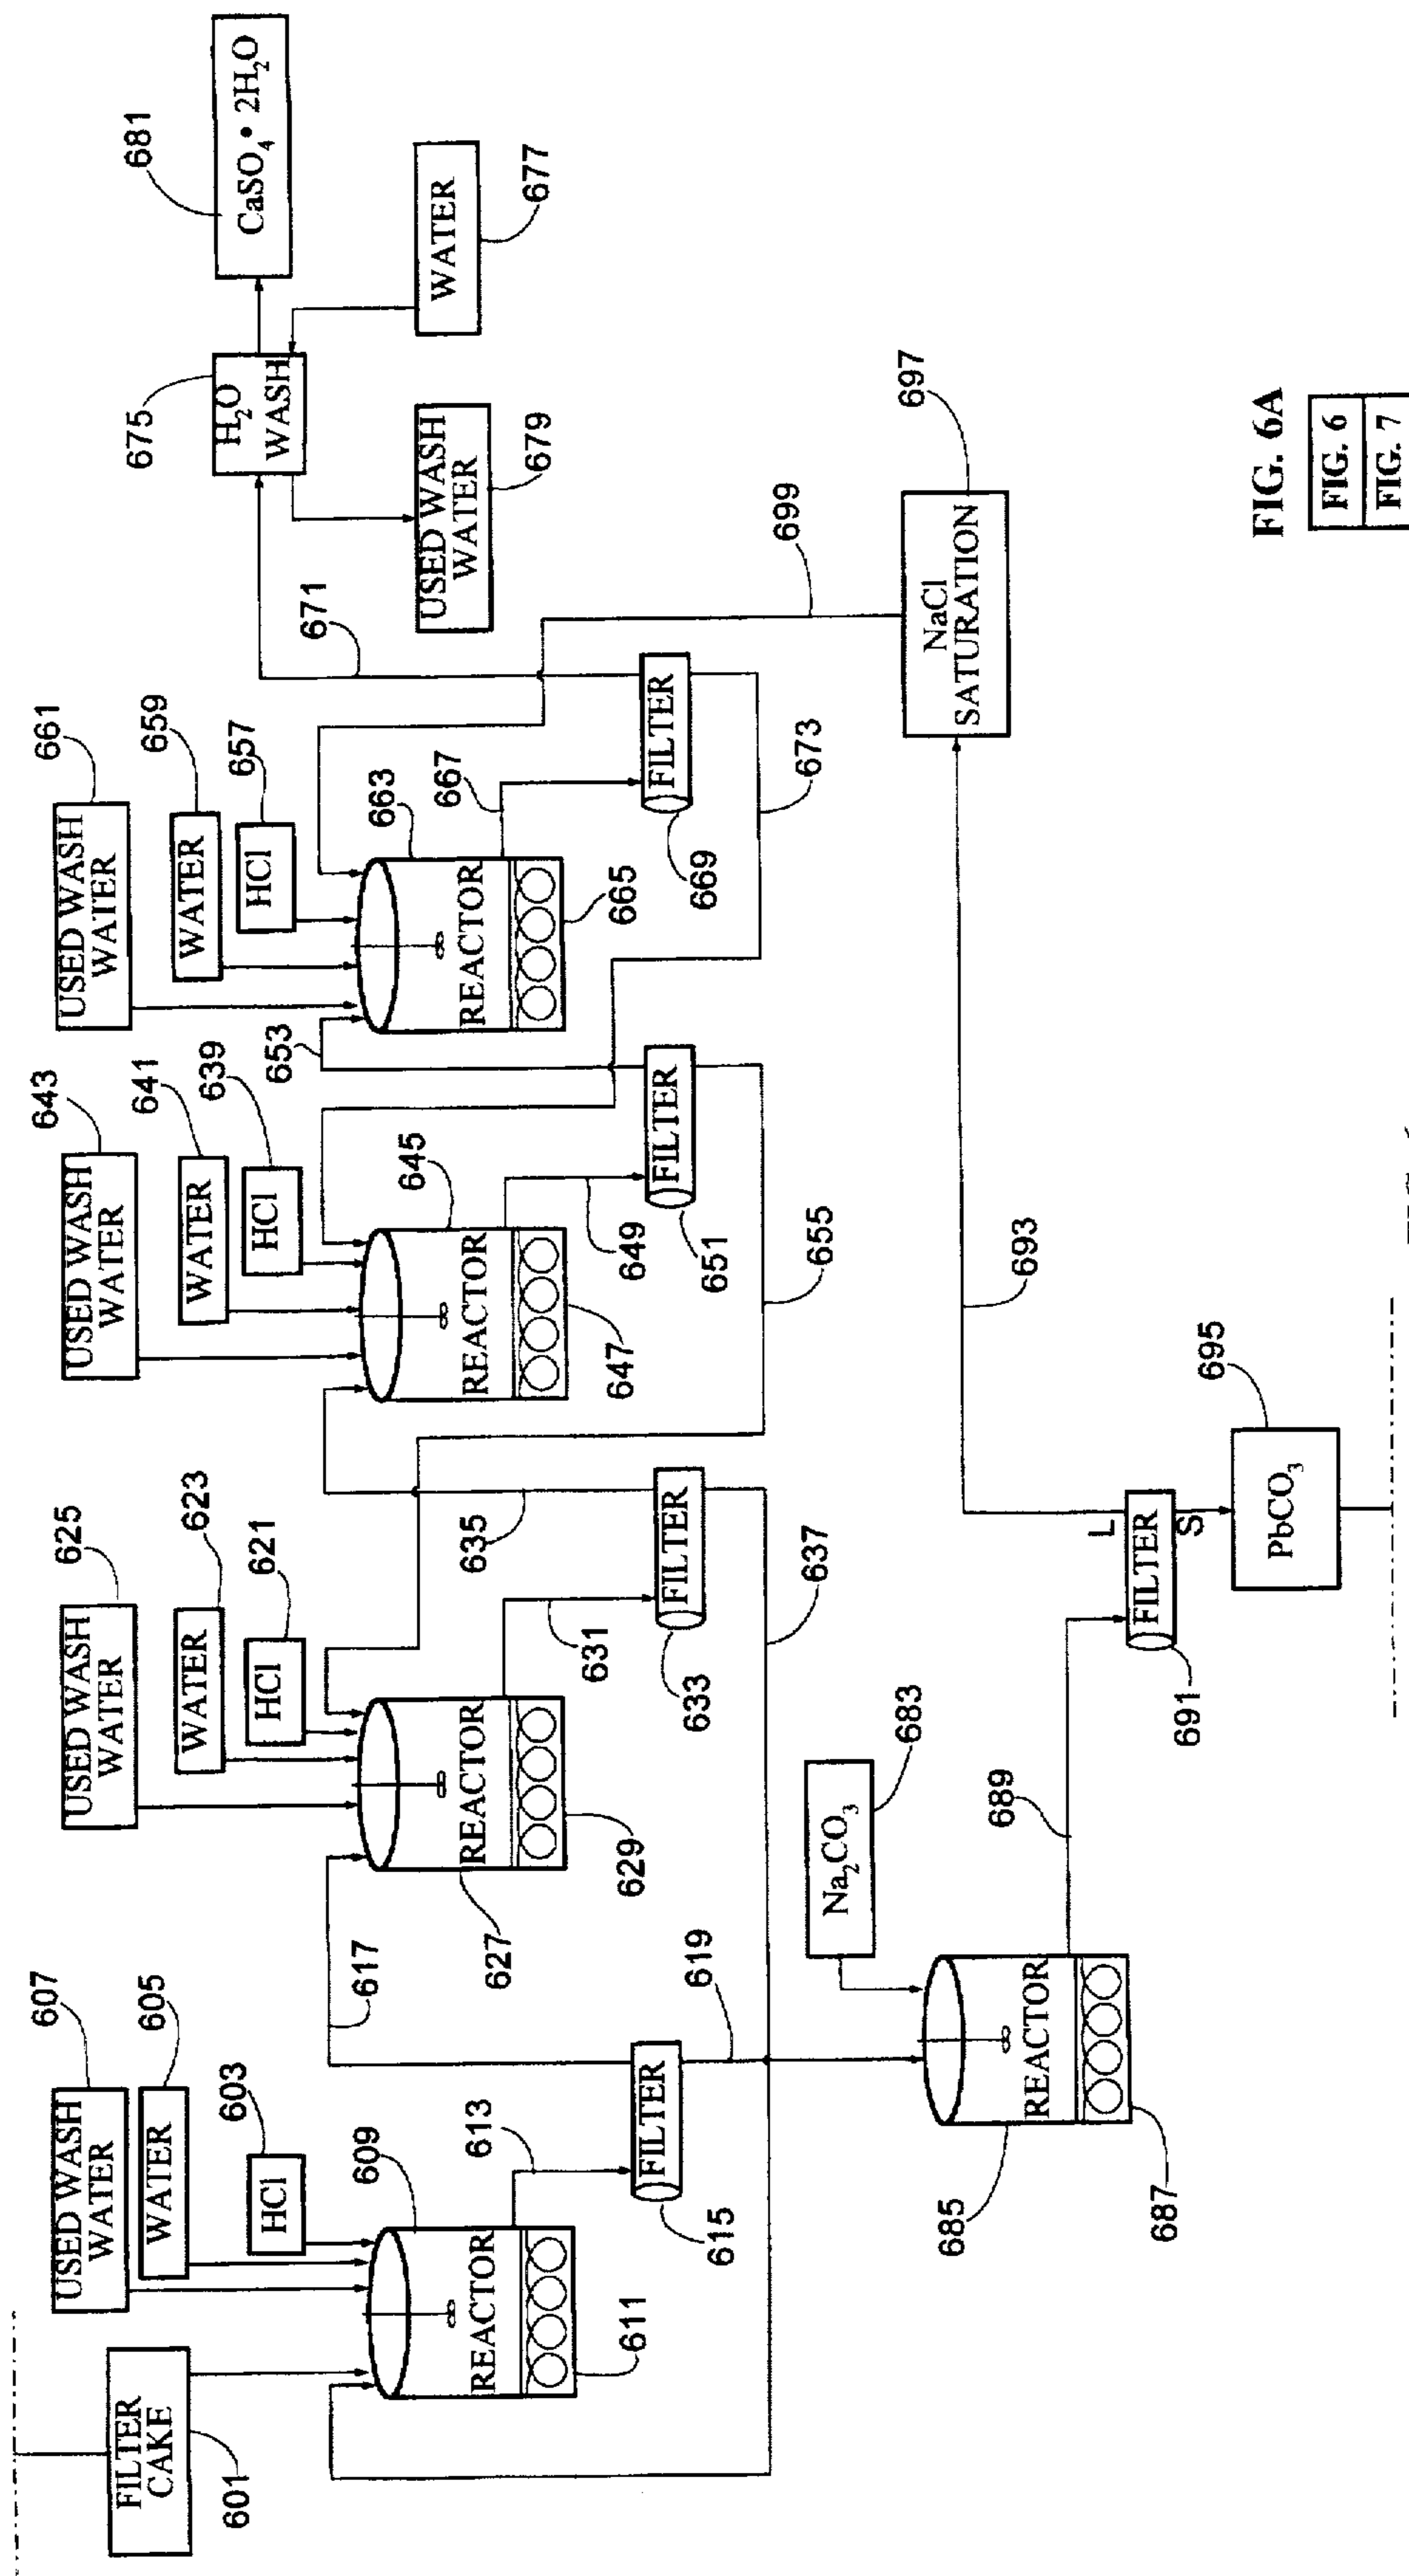 FILTER
CAKE
601
USED WASH
WATER
607
WATER
605
HCl
603
REACTOR
609
611
613
FILTER
615
617
619
USED WASH
WATER
625
WATER
623
HCl
621
REACTOR
627
629
631
FILTER
633
635
637
USED WASH
WATER
643
WATER
641
HCl
639
REACTOR
645
647
649
FILTER
651
653
655
USED WASH
WATER
661
WATER
659
HCl
657
REACTOR
663
665
667
FILTER
669
671
673
H₂O
WASH
675
WATER
677
USED WASH
WATER
679
CaSO₄ • 2H₂O
681
Na₂CO₃
683
REACTOR
685
687
689
FILTER
691
L
S
693
PbCO₃
695
NaCl
SATURATION
697
699
FIG. 6A
FIG. 6
FIG. 7